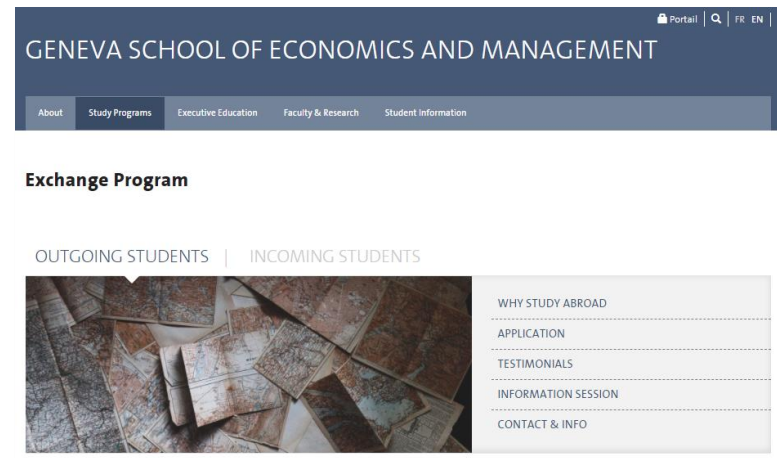 Portail | FR EN |
GENEVA SCHOOL OF ECONOMICS AND MANAGEMENT
About Study Programs Executive Education Faculty & Research Student Information
Exchange Program
OUTGOING STUDENTS | INCOMING STUDENTS
WHY STUDY ABROAD
APPLICATION
TESTIMONIALS
INFORMATION SESSION
CONTACT & INFO